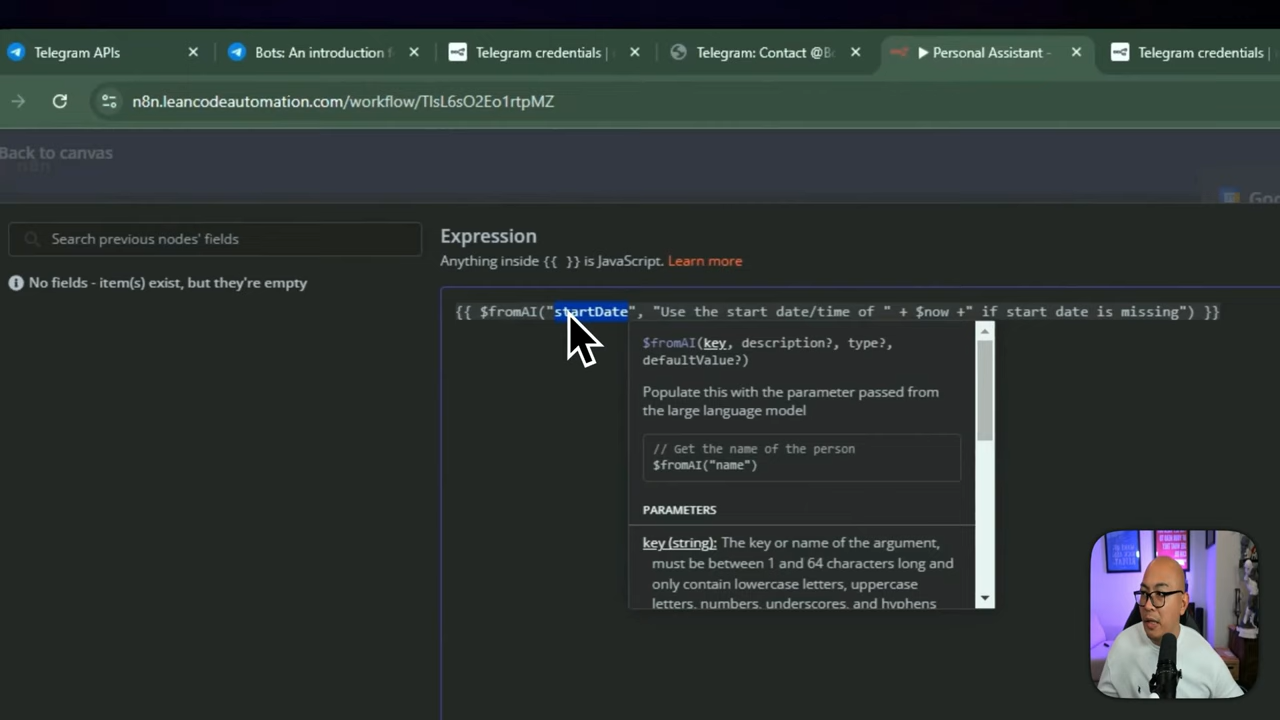 Telegram APIs
Bots: An introduction f
Telegram credentials |
Telegram: Contact @B
Personal Assistant -
Telegram credentials |
n8n.leancodeautomation.com/workflow/TIsL6sO2Eo1rtpMZ
Back to canvas
n8n
Goo
Search previous nodes' fields
No fields - item(s) exist, but they're empty
Expression
Anything inside {{ }} is JavaScript. Learn more
{{ $fromAI("startDate", "Use the start date/time of " + $now +" if start date is missing") }}
$fromAI(key, description?, type?,
defaultValue?)
Populate this with the parameter passed from
the large language model
// Get the name of the person
$fromAI("name")
PARAMETERS
key (string): The key or name of the argument,
must be between 1 and 64 characters long and
only contain lowercase letters, uppercase
letters, numbers, underscores, and hyphens